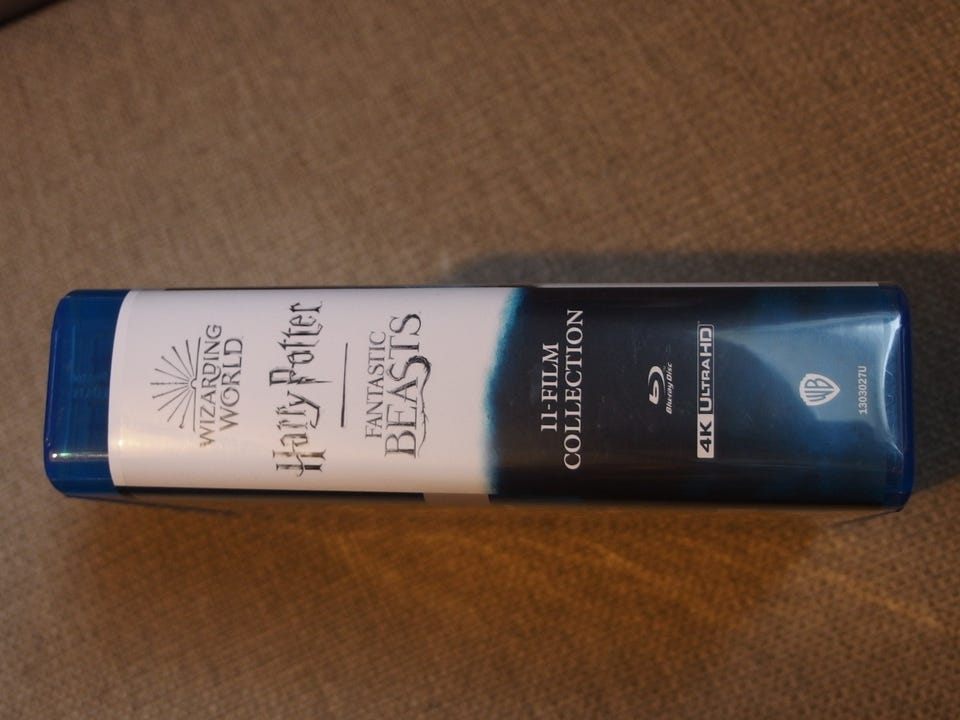 WIZARDING
WORLD
Harry Potter
FANTASTIC
BEASTS
11-FILM
COLLECTION
Blu-ray Disc
4K ULTRA HD
WB
1303027U